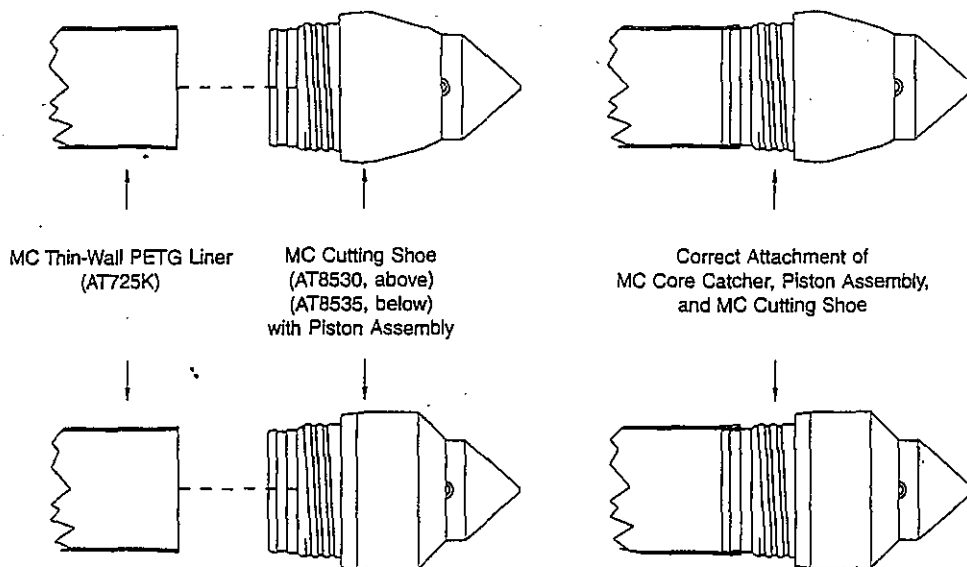 MC Thin-Wall PETG Liner
(AT725K)
MC Cutting Shoe
(AT8530, above)
(AT8535, below)
with Piston Assembly
Correct Attachment of
MC Core Catcher, Piston Assembly,
and MC Cutting Shoe